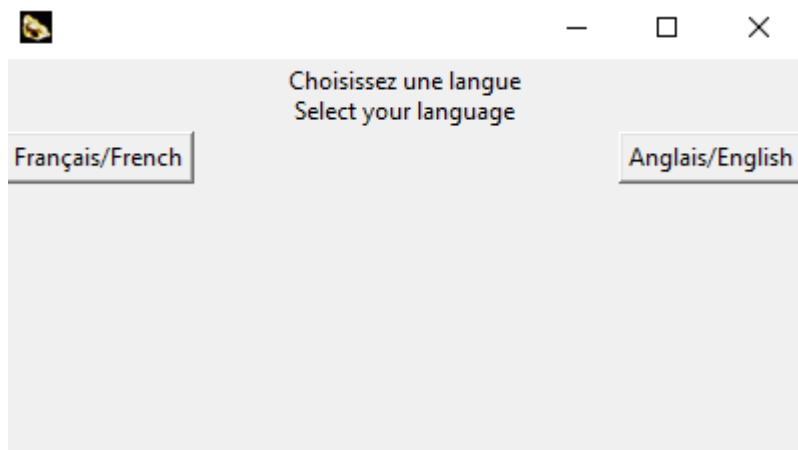 Choisissez une langue
Select your language
Français/French
Anglais/English